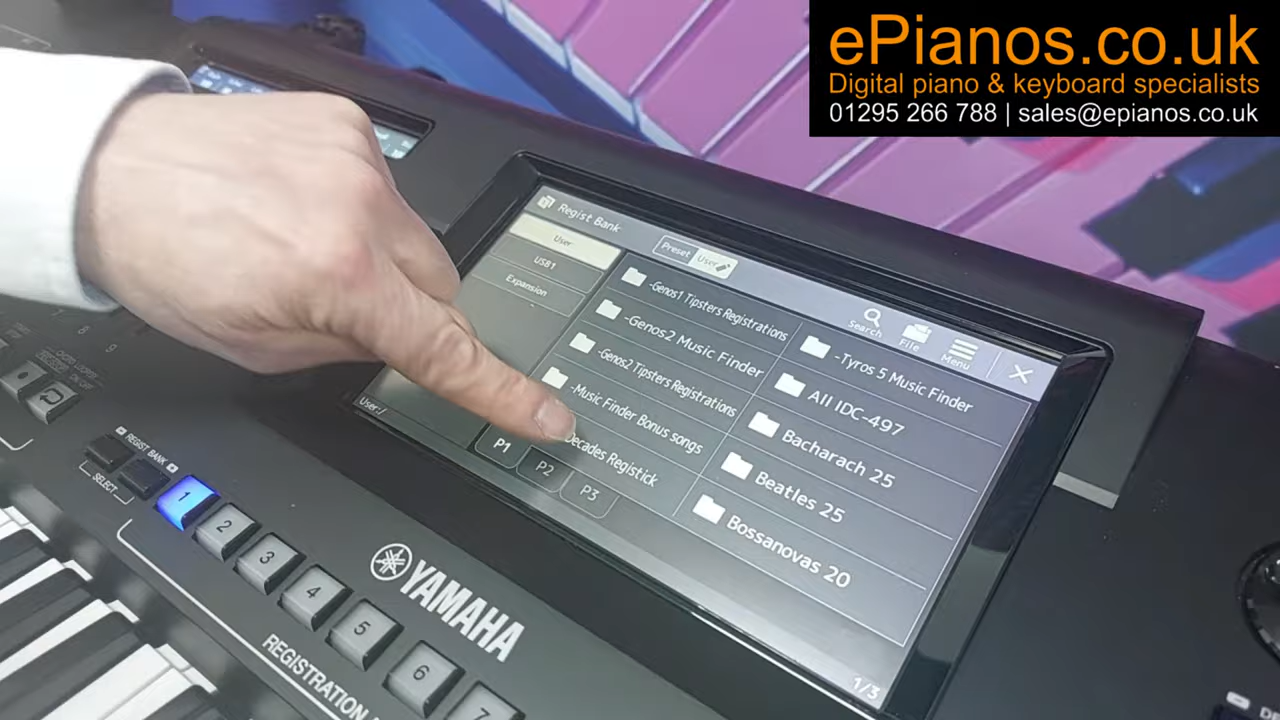 ePianos.co.uk
Digital piano & keyboard specialists
01295 266 788 | sales@epianos.co.uk
Regist Bank
Preset
User
Search
File
Menu
User
USB1
Expansion
-Genos1 Tipsters Registrations
-Genos2 Music Finder
-Genos2 Tipsters Registrations
-Music Finder Bonus songs
Decades Registick
-Tyros 5 Music Finder
All IDC-497
Bacharach 25
Beatles 25
Bossanovas 20
User:/
P1
P2
P3
1/3
REGIST BANK
SELECT
1
2
3
4
5
6
7
YAMAHA
REGISTRATION
8
9